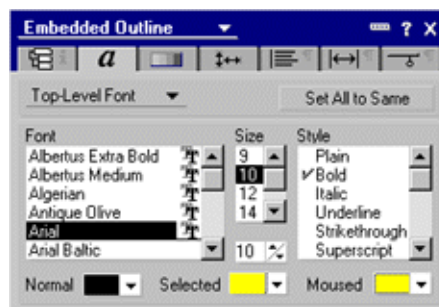 Embedded Outline ?  X
a
Top-Level Font Set All to Same
Font Size Style
Albertus Extra Bold 9 Plain
Albertus Medium 10 Bold
Algerian 12 Italic
Antique Olive 14 Underline
Arial Strikethrough
Arial Baltic 10 Superscript
Normal Selected Moused